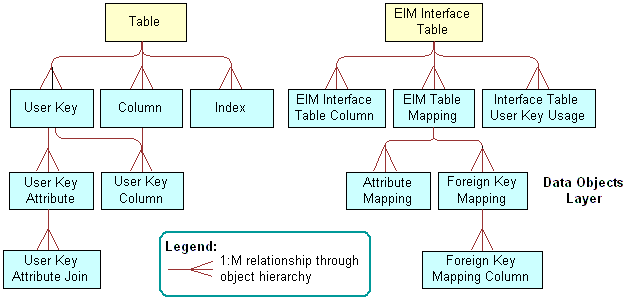 Table
EIM Interface
Table
User Key
Column
Index
EIM Interface
Table Column
EIM Table
Mapping
Interface Table
User Key Usage
User Key
Attribute
User Key
Column
Attribute
Mapping
Foreign Key
Mapping
Data Objects
Layer
User Key
Attribute Join
Legend:
1:M relationship through
object hierarchy
Foreign Key
Mapping Column